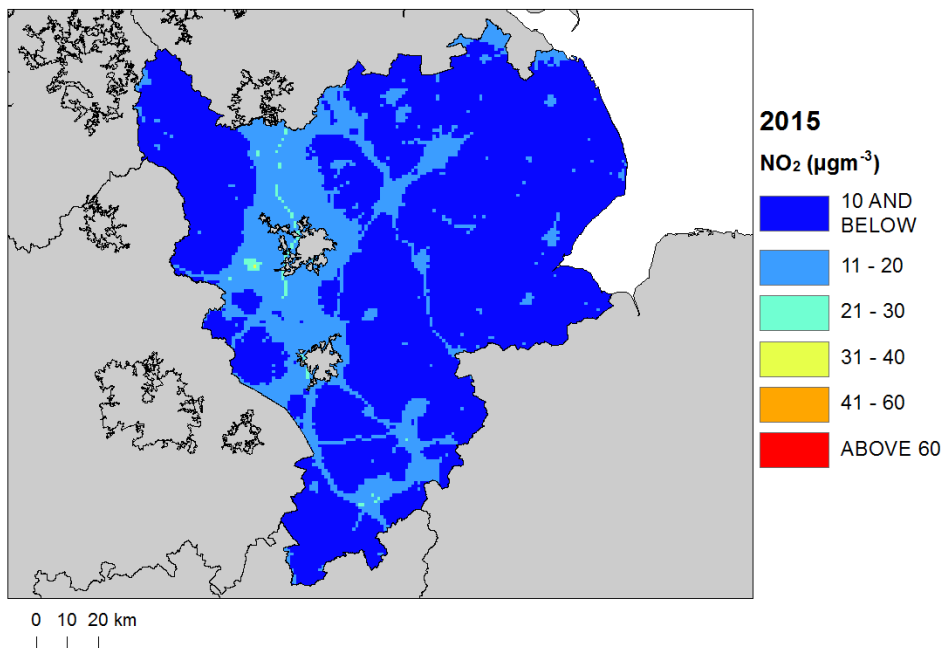 2015
NO₂ (µgm⁻³)
10 AND
BELOW
11 - 20
21 - 30
31 - 40
41 - 60
ABOVE 60
0 10 20 km